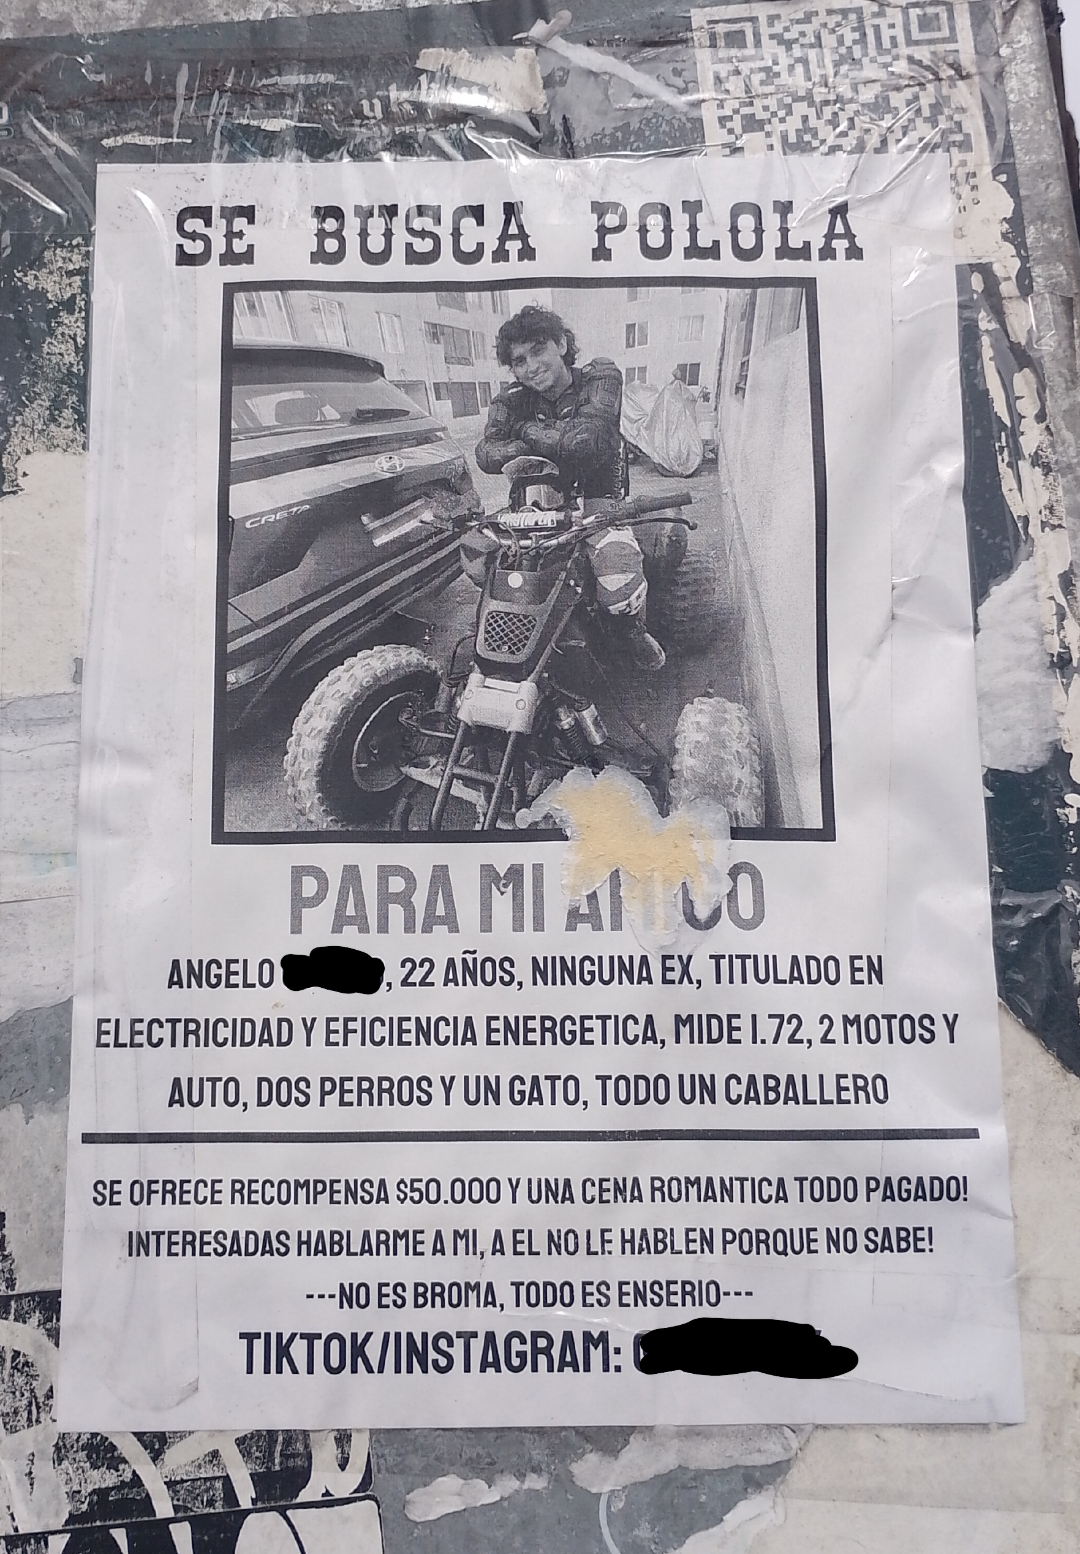 SE BUSCA POLOLA
CRETA
PARA MI AMIGO
ANGELO , 22 AÑOS, NINGUNA EX, TITULADO EN
ELECTRICIDAD Y EFICIENCIA ENERGETICA, MIDE 1.72, 2 MOTOS Y
AUTO, DOS PERROS Y UN GATO, TODO UN CABALLERO
SE OFRECE RECOMPENSA $50.000 Y UNA CENA ROMANTICA TODO PAGADO!
INTERESADAS HABLARME A MI, A EL NO LE HABLEN PORQUE NO SABE!
---NO ES BROMA, TODO ES ENSERIO---
TIKTOK/INSTAGRAM: